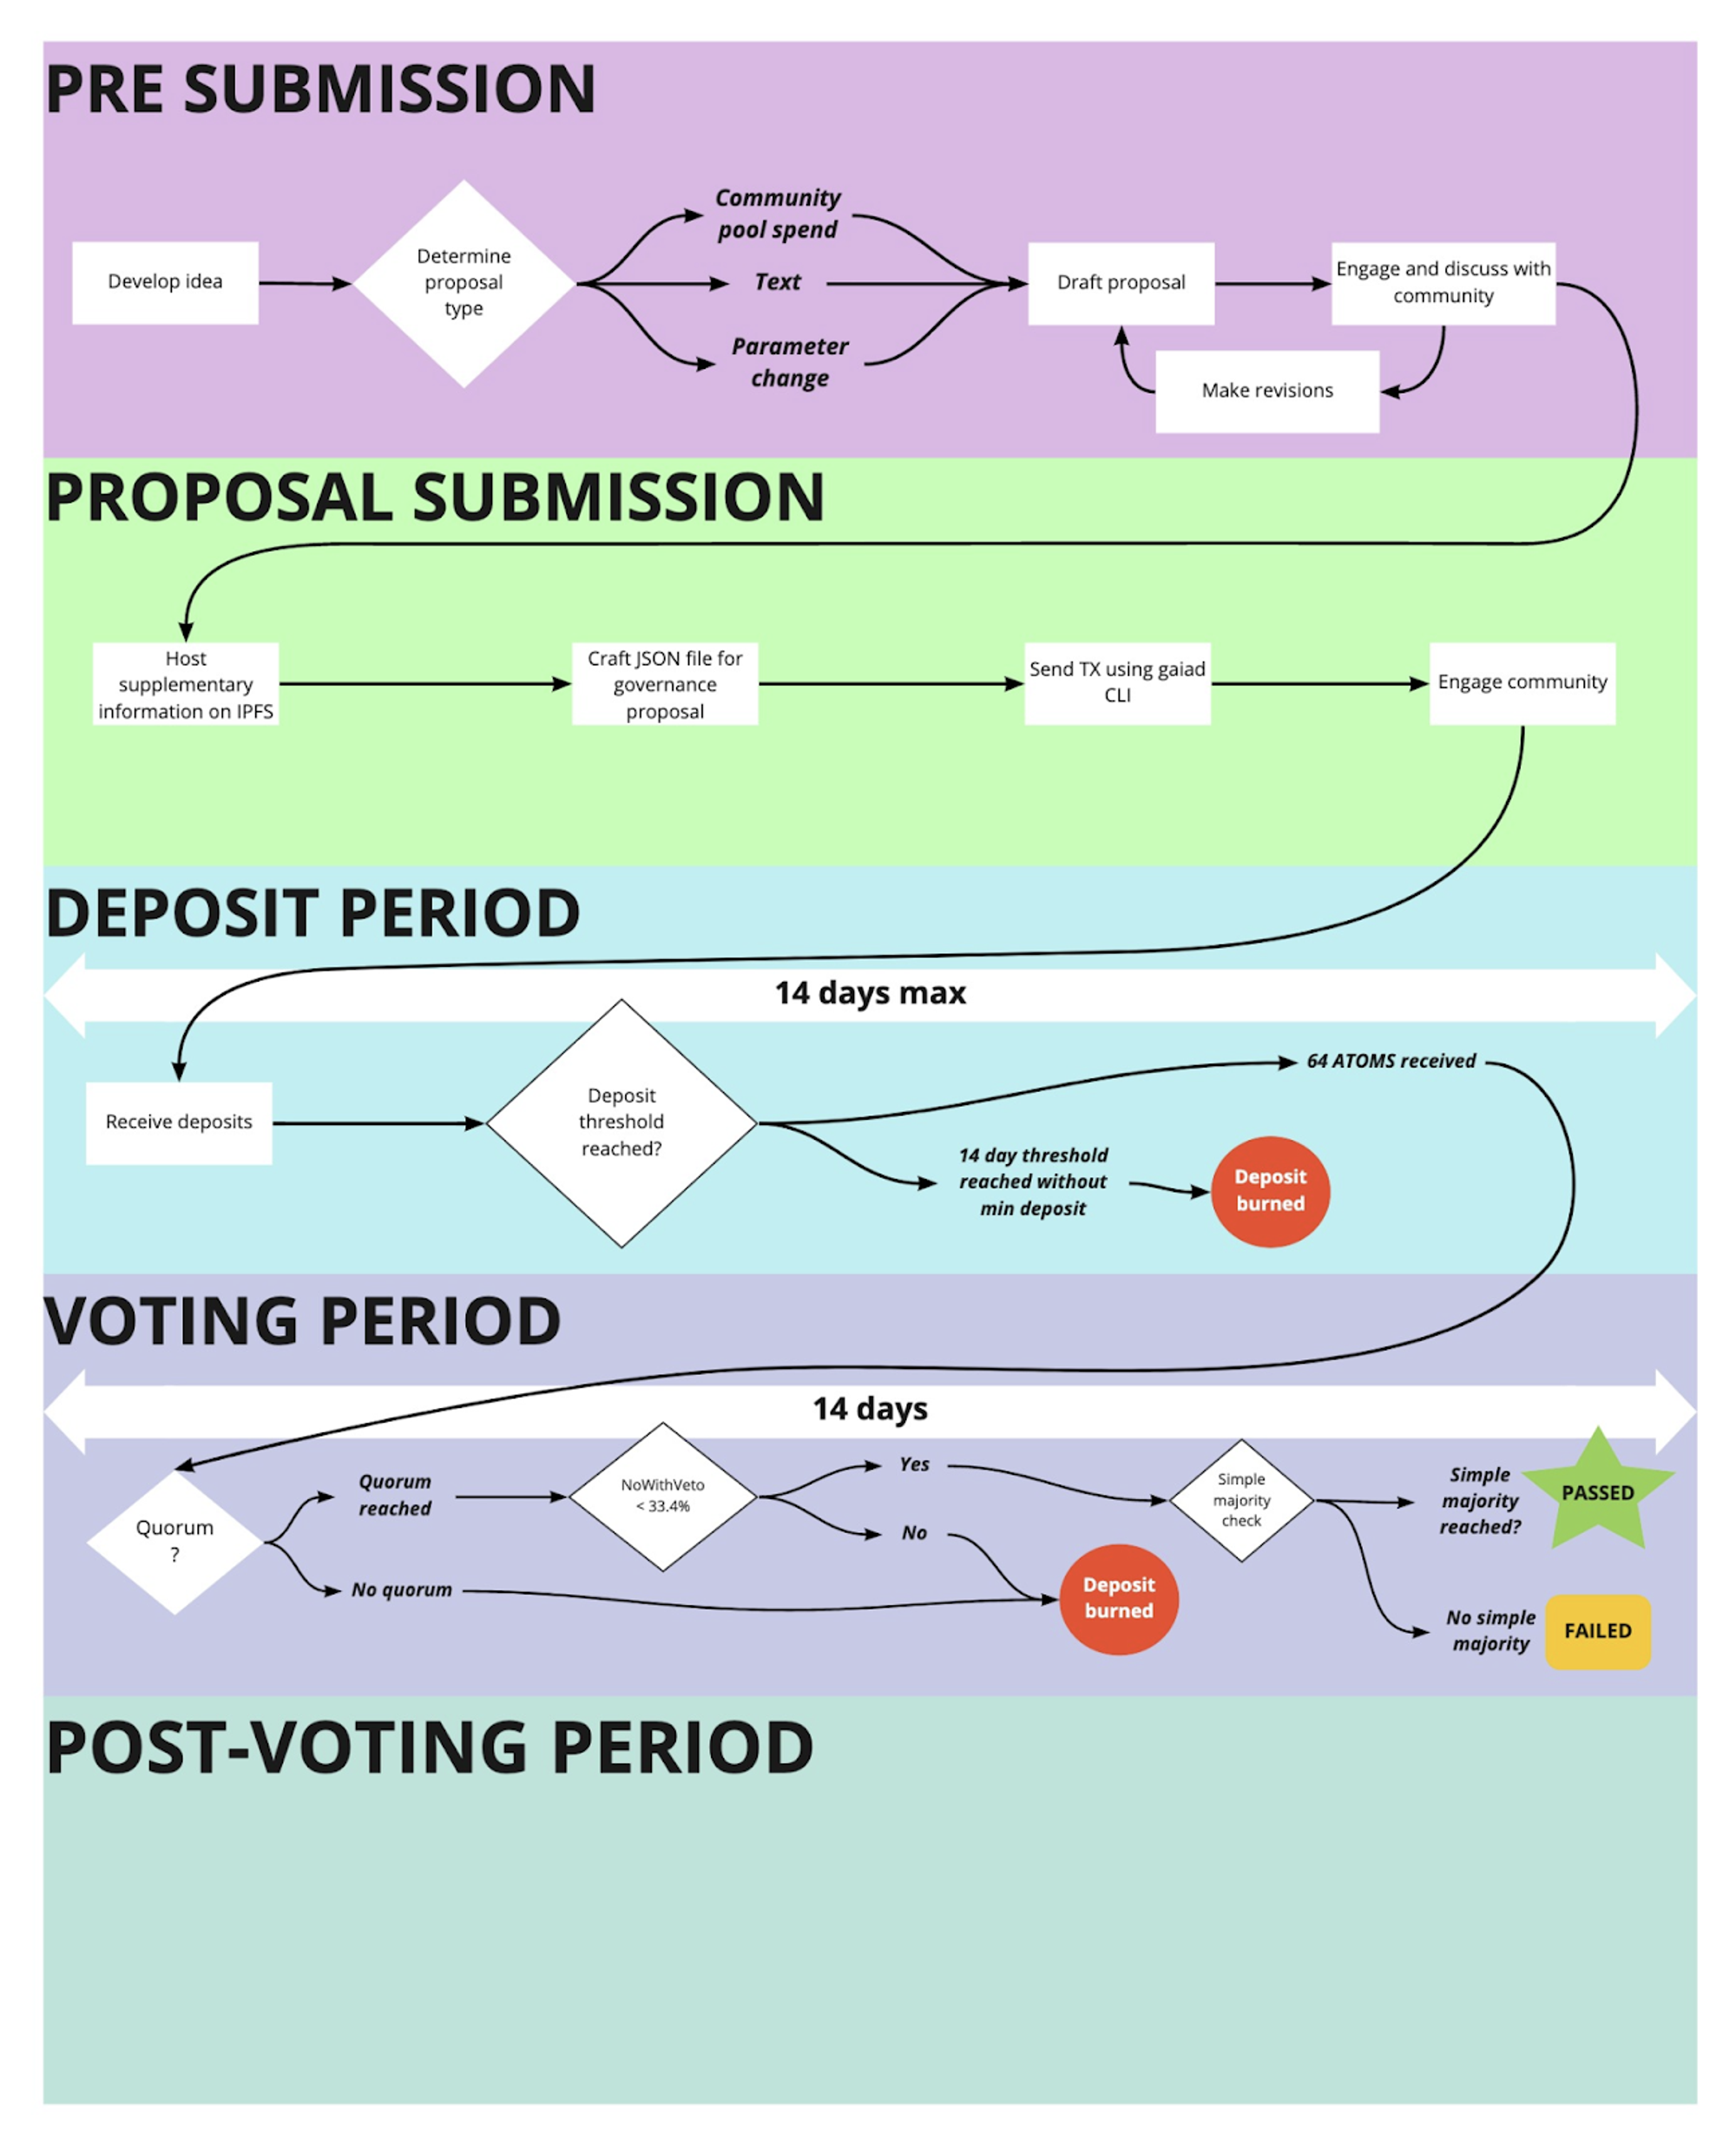 PRE SUBMISSION
Develop idea
Determine
proposal
type
Community
pool spend
Text
Parameter
change
Draft proposal
Engage and discuss with
community
Make revisions
PROPOSAL SUBMISSION
Host
supplementary
information on IPFS
Craft JSON file for
governance
proposal
Send TX using gaiad
CLI
Engage community
DEPOSIT PERIOD
14 days max
Receive deposits
Deposit
threshold
reached?
64 ATOMS received
14 day threshold
reached without
min deposit
Deposit
burned
VOTING PERIOD
14 days
Quorum
?
Quorum
reached
No quorum
NoWithVeto
< 33.4%
Yes
No
Deposit
burned
Simple
majority
check
Simple
majority
reached?
PASSED
No simple
majority
FAILED
POST-VOTING PERIOD